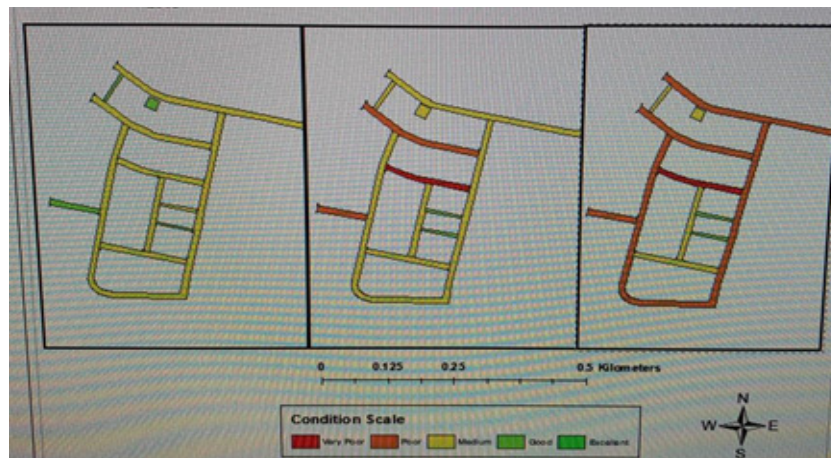 0 0.125 0.25 0.5 Kilometers
N
W E
S
Condition Scale
Very Poor Poor Medium Good Excellent